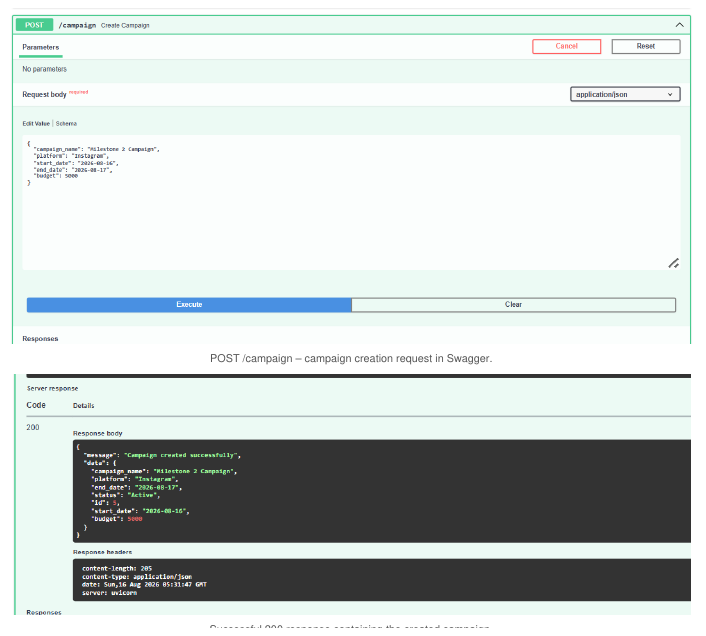 POST /campaign Create Campaign
Parameters
Cancel
Reset
No parameters
Request body required
application/json
Edit Value | Schema
{
"campaign_name": "Milestone 2 Campaign",
"platform": "Instagram",
"start_date": "2026-08-16",
"end_date": "2026-08-17",
"budget": 5000
}
Execute
Clear
Responses
POST /campaign – campaign creation request in Swagger.
Server response
Code
Details
200
Response body
{
"message": "Campaign created successfully",
"data": {
"campaign_name": "Milestone 2 Campaign",
"platform": "Instagram",
"end_date": "2026-08-17",
"status": "Active",
"id": 5,
"start_date": "2026-08-16",
"budget": 5000
}
}
Response headers
content-length: 205
content-type: application/json
date: Sun,16 Aug 2026 05:31:47 GMT
server: uvicorn
Responses
Successful 200 response containing the created campaign